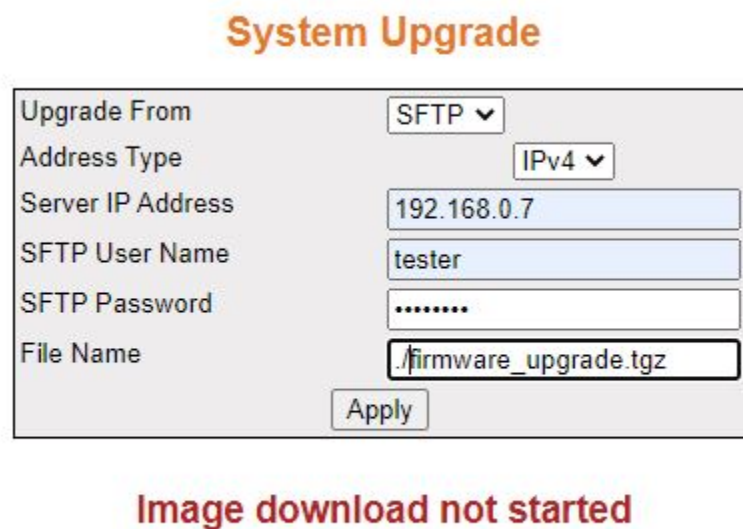 System Upgrade
Upgrade From SFTP
Address Type IPv4
Server IP Address 192.168.0.7
SFTP User Name tester
SFTP Password ••••••••
File Name ./firmware_upgrade.tgz
Apply
Image download not started